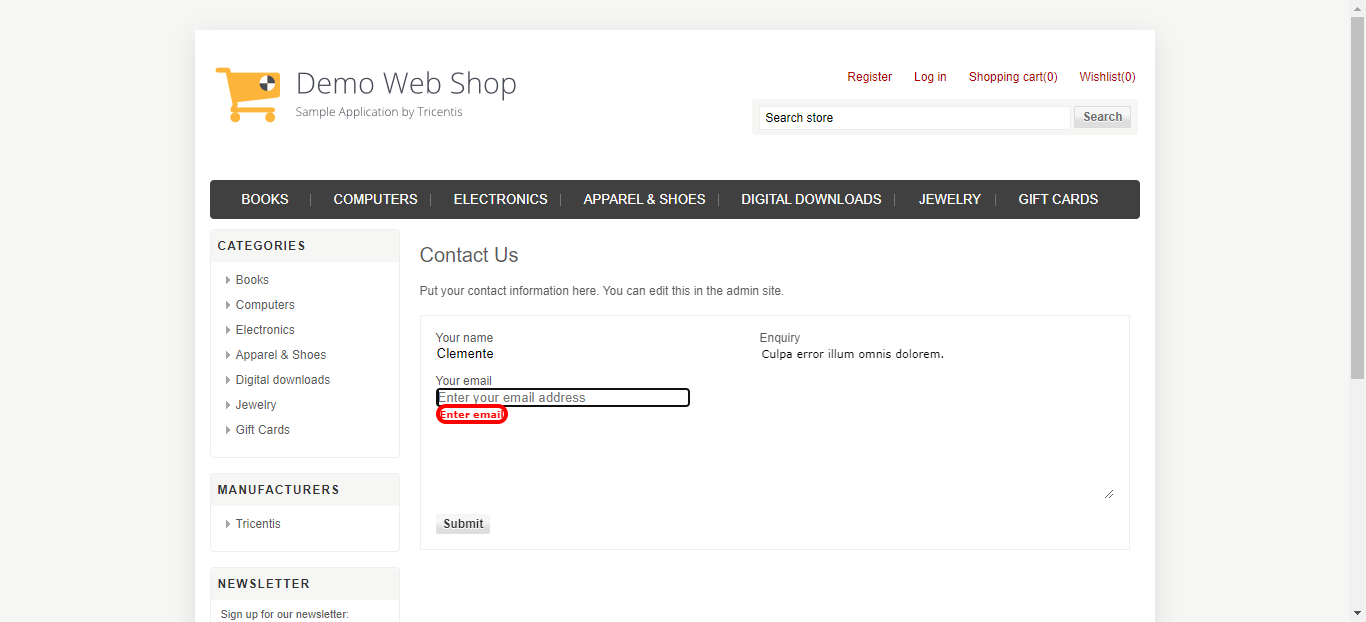 Demo Web Shop
Sample Application by Tricentis
Register Log in Shopping cart(0) Wishlist(0)
Search store Search
BOOKS COMPUTERS ELECTRONICS APPAREL & SHOES DIGITAL DOWNLOADS JEWELRY GIFT CARDS
CATEGORIES
Books
Computers
Electronics
Apparel & Shoes
Digital downloads
Jewelry
Gift Cards
MANUFACTURERS
Tricentis
NEWSLETTER
Sign up for our newsletter:
Contact Us
Put your contact information here. You can edit this in the admin site.
Your name
Clemente
Your email
Enter your email address
Enter email
Enquiry
Culpa error illum omnis dolorem.
Submit